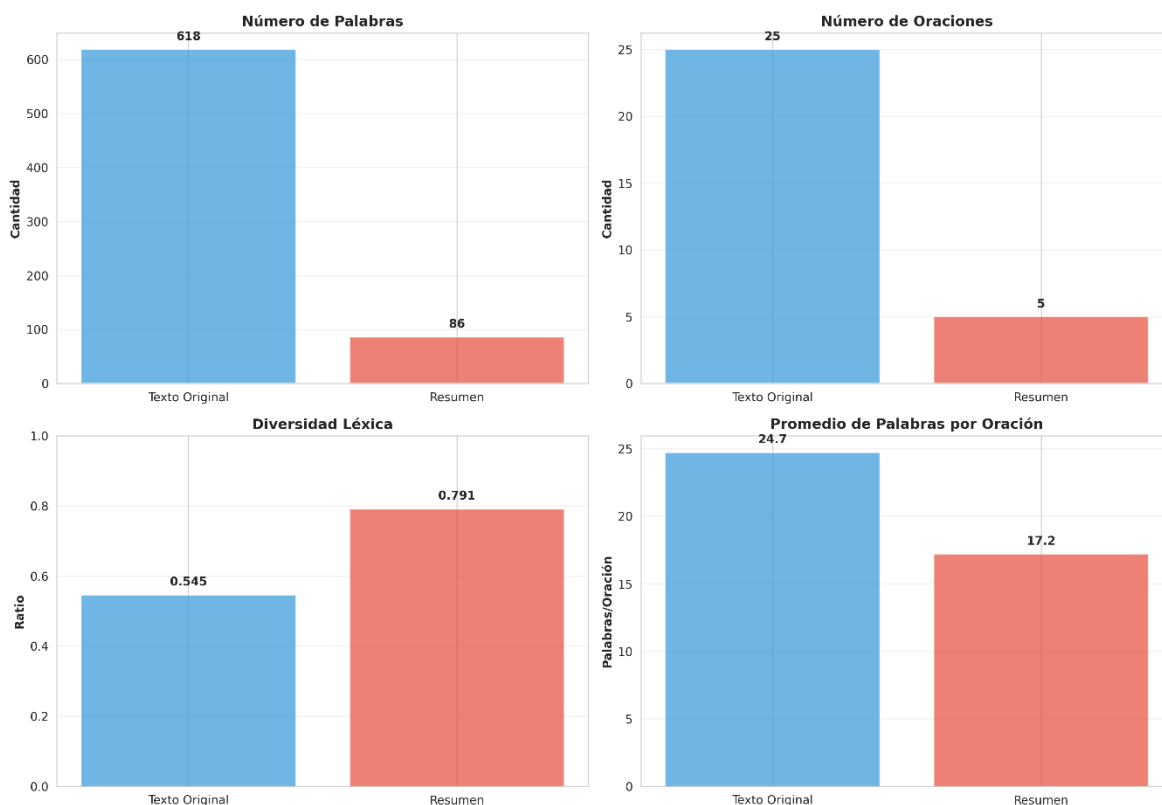 Número de Palabras
618
600
500
400
300
200
100
0
Cantidad
86
Texto Original
Resumen
Número de Oraciones
25
25
20
15
10
5
0
Cantidad
5
Texto Original
Resumen
Diversidad Léxica
1.0
0.8
0.6
0.4
0.2
0.0
Ratio
0.545
0.791
Texto Original
Resumen
Promedio de Palabras por Oración
24.7
25
20
15
10
5
0
Palabras/Oración
17.2
Texto Original
Resumen